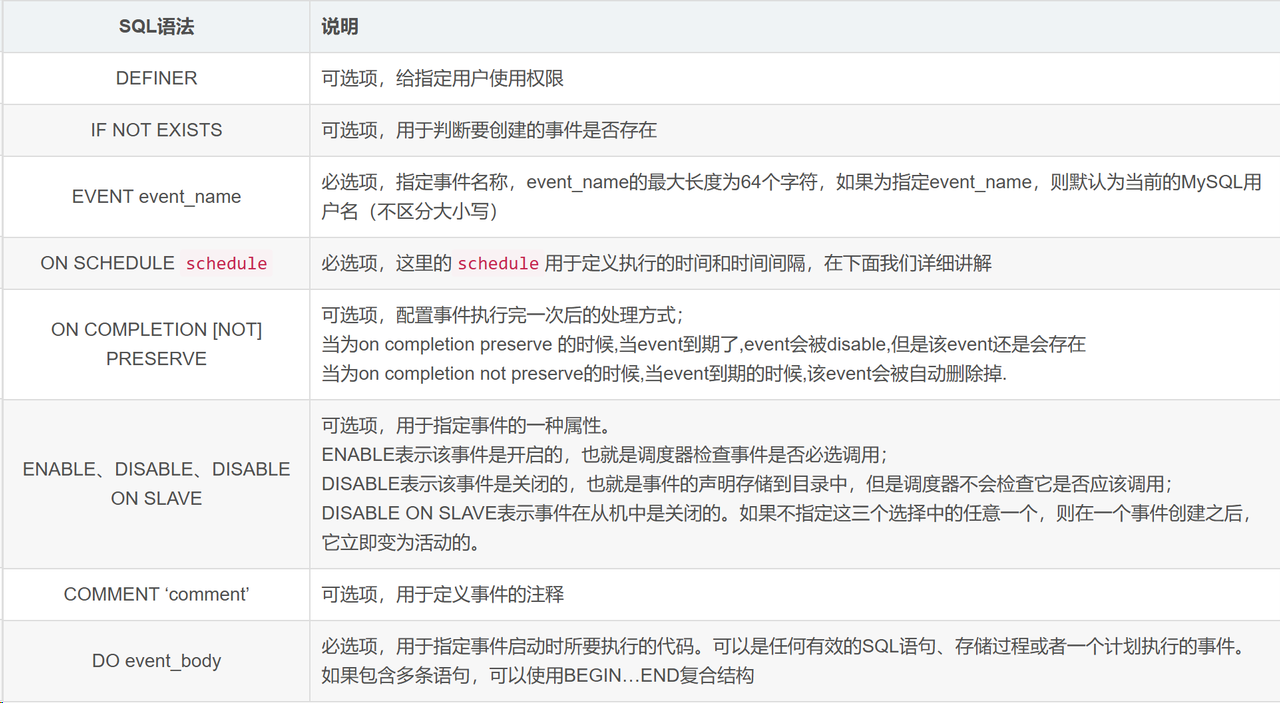 SQL语法 说明
DEFINER 可选项，给指定用户使用权限
IF NOT EXISTS 可选项，用于判断要创建的事件是否存在
EVENT event_name 必选项，指定事件名称，event_name的最大长度为64个字符，如果为指定event_name，则默认为当前的MySQL用
户名（不区分大小写）
ON SCHEDULE schedule 必选项，这里的 schedule 用于定义执行的时间和时间间隔，在下面我们详细讲解
ON COMPLETION [NOT]
PRESERVE
可选项，配置事件执行完一次后的处理方式；
当为on completion preserve 的时候,当event到期了,event会被disable,但是该event还是会存在
当为on completion not preserve的时候,当event到期的时候,该event会被自动删除掉.
ENABLE、DISABLE、DISABLE
ON SLAVE
可选项，用于指定事件的一种属性。
ENABLE表示该事件是开启的，也就是调度器检查事件是否必选调用；
DISABLE表示该事件是关闭的，也就是事件的声明存储到目录中，但是调度器不会检查它是否应该调用；
DISABLE ON SLAVE表示事件在从机中是关闭的。如果不指定这三个选择中的任意一个，则在一个事件创建之后，
它立即变为活动的。
COMMENT ‘comment’ 可选项，用于定义事件的注释
DO event_body 必选项，用于指定事件启动时所要执行的代码。可以是任何有效的SQL语句、存储过程或者一个计划执行的事件。
如果包含多条语句，可以使用BEGIN…END复合结构